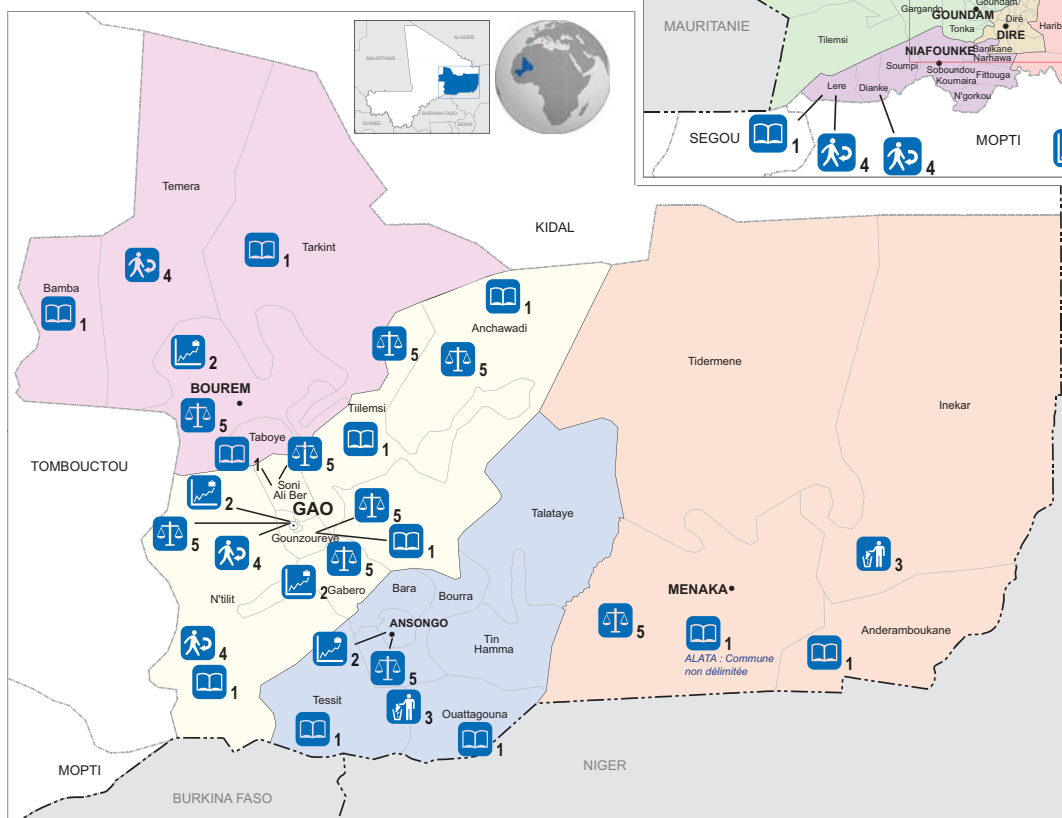 MAURITANIE
Gargando
Goundam
GOUNDAM
Tonka
Diré
DIRE
Tilemsi
NIAFOUNKE
Banikane
Narhawa
Soumpi
Soboundou
Koumaira
Fittouga
Lere
Dianke
N'gorkou
SEGOU
1
4
4
MOPTI
ALGERIE
MAURITANIE
BURKINA FASO
GUINEE
BENIN
Temera
KIDAL
4
Tarkint
1
Bamba
1
1
Anchawadi
5
5
Tidermene
2
BOUREM
Inekar
5
Tiilemsi
Taboye
1
1
5
TOMBOUCTOU
Soni
Ali Ber
2
GAO
5
Talataye
5
Gounzoureye
4
1
5
3
2
Gabero
Bara
Bourra
N'tilit
MENAKA
ANSONGO
5
Tin
Hamma
Anderamboukane
4
2
1
1
ALATA : Commune
non délimitée
5
1
Tessit
3
Ouattagouna
1
1
MOPTI
NIGER
BURKINA FASO